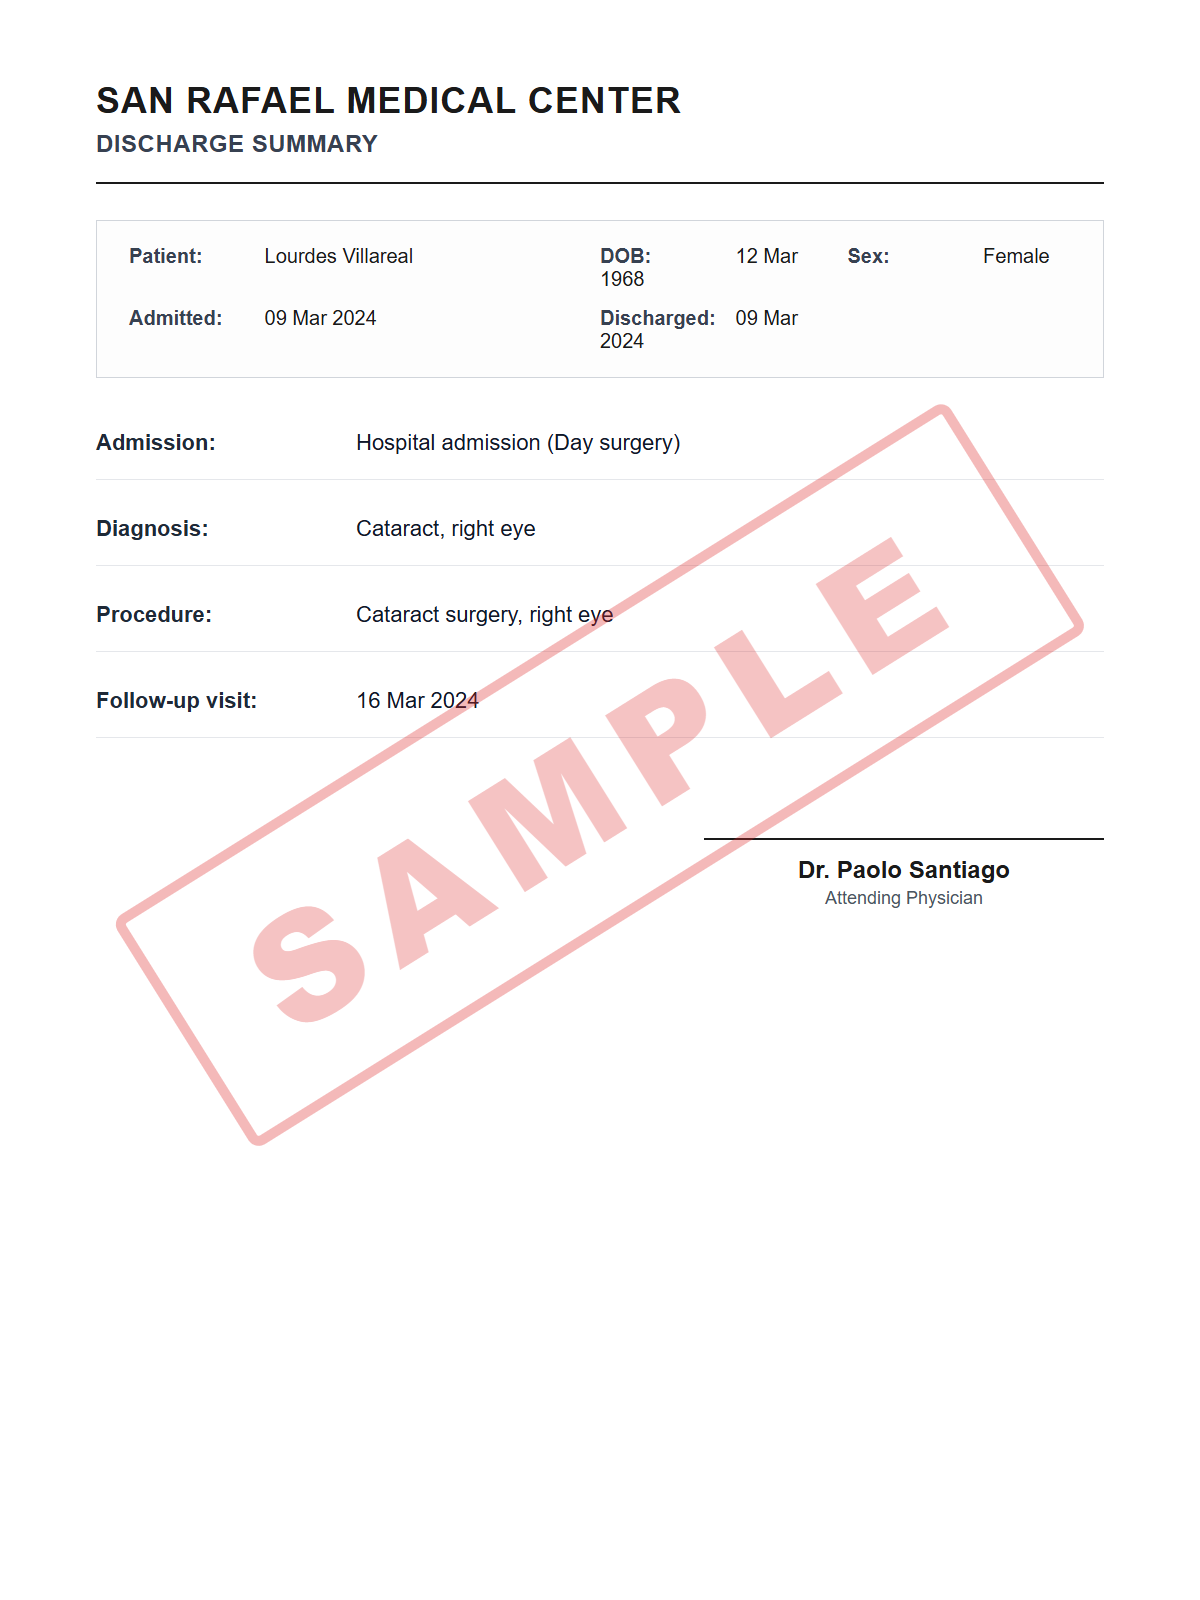 SAN RAFAEL MEDICAL CENTER
DISCHARGE SUMMARY
Patient: Lourdes Villareal DOB: 12 Mar 1968 Sex: Female
Admitted: 09 Mar 2024 Discharged: 09 Mar 2024
Admission: Hospital admission (Day surgery)
Diagnosis: Cataract, right eye
Procedure: Cataract surgery, right eye
Follow-up visit: 16 Mar 2024
Dr. Paolo Santiago
Attending Physician
SAMPLE